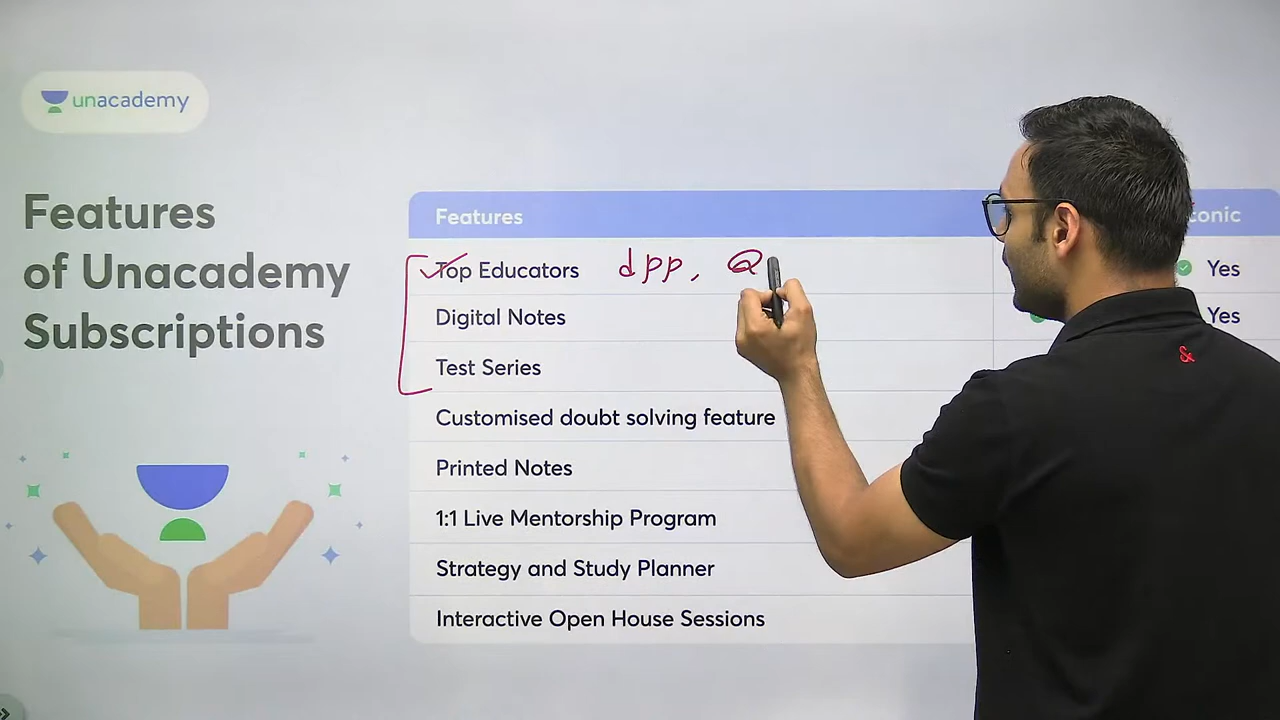 unacademy
Features
of Unacademy
Subscriptions
Features
conic
Top Educators dpp, Q
Yes
Digital Notes
Yes
Test Series
Customised doubt solving feature
Printed Notes
1:1 Live Mentorship Program
Strategy and Study Planner
Interactive Open House Sessions
&